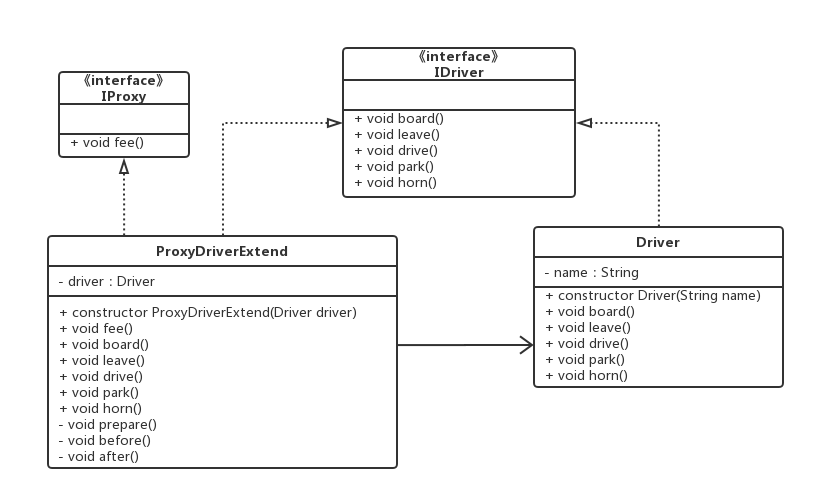 《interface》
IProxy
+ void fee()
《interface》
IDriver
+ void board()
+ void leave()
+ void drive()
+ void park()
+ void horn()
ProxyDriverExtend
- driver : Driver
+ constructor ProxyDriverExtend(Driver driver)
+ void fee()
+ void board()
+ void leave()
+ void drive()
+ void park()
+ void horn()
- void prepare()
- void before()
- void after()
Driver
- name : String
+ constructor Driver(String name)
+ void board()
+ void leave()
+ void drive()
+ void park()
+ void horn()